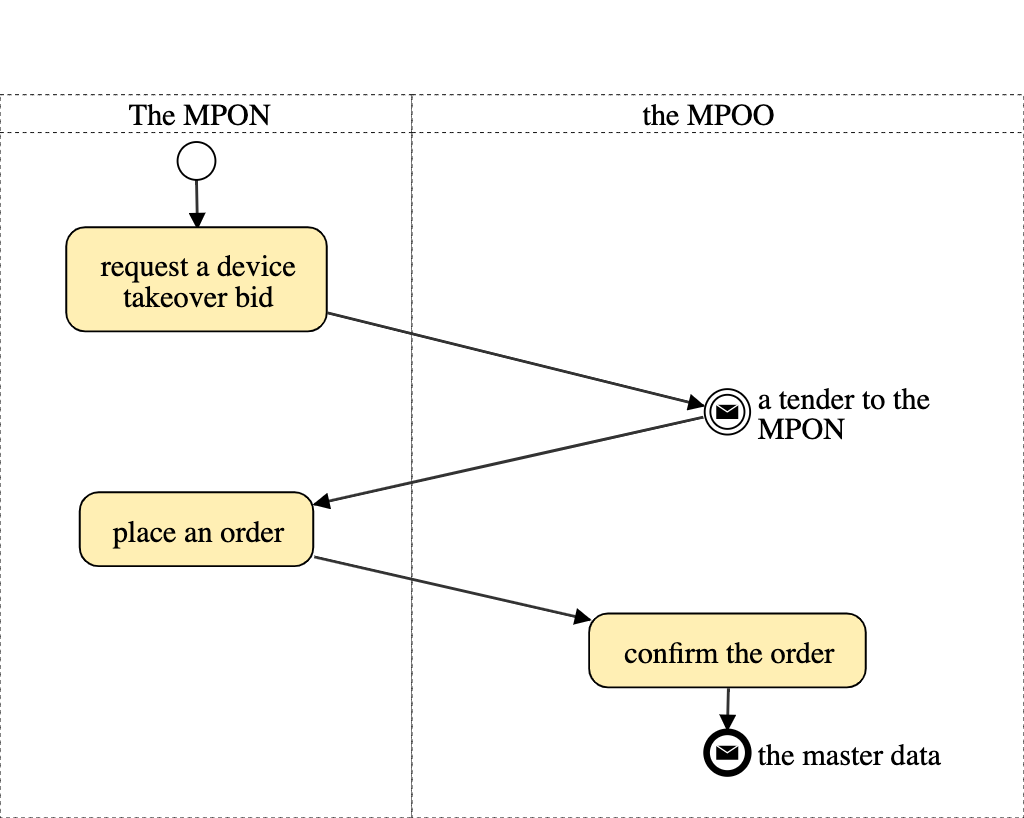 The MPON
the MPOO
request a device
takeover bid
a tender to the
MPON
place an order
confirm the order
the master data